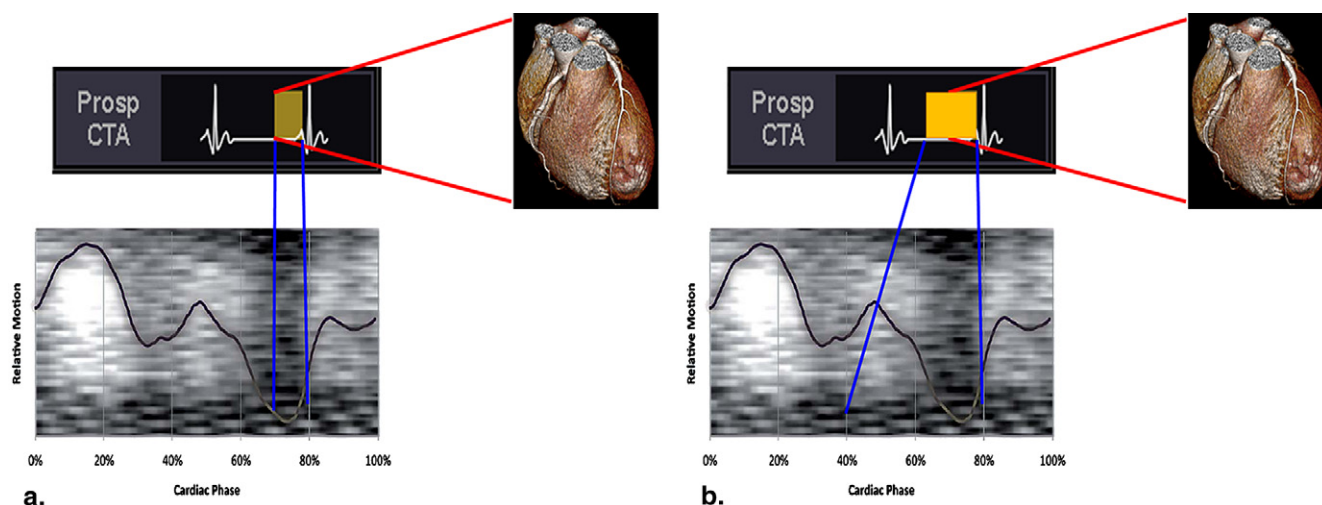 Prosp
CTA
Relative Motion
0% 20% 40% 60% 80% 100%
Cardiac Phase
a.
Prosp
CTA
Relative Motion
0% 20% 40% 60% 80% 100%
Cardiac Phase
b.